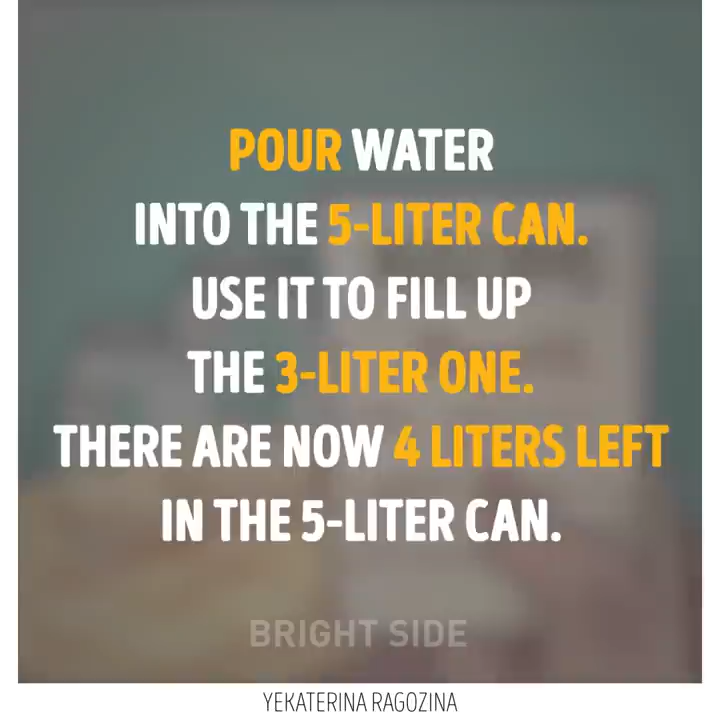 POUR WATER
INTO THE 5-LITER CAN.
USE IT TO FILL UP
THE 3-LITER ONE.
THERE ARE NOW 4 LITERS LEFT
IN THE 5-LITER CAN.
BRIGHT SIDE
YEKATERINA RAGOZINA